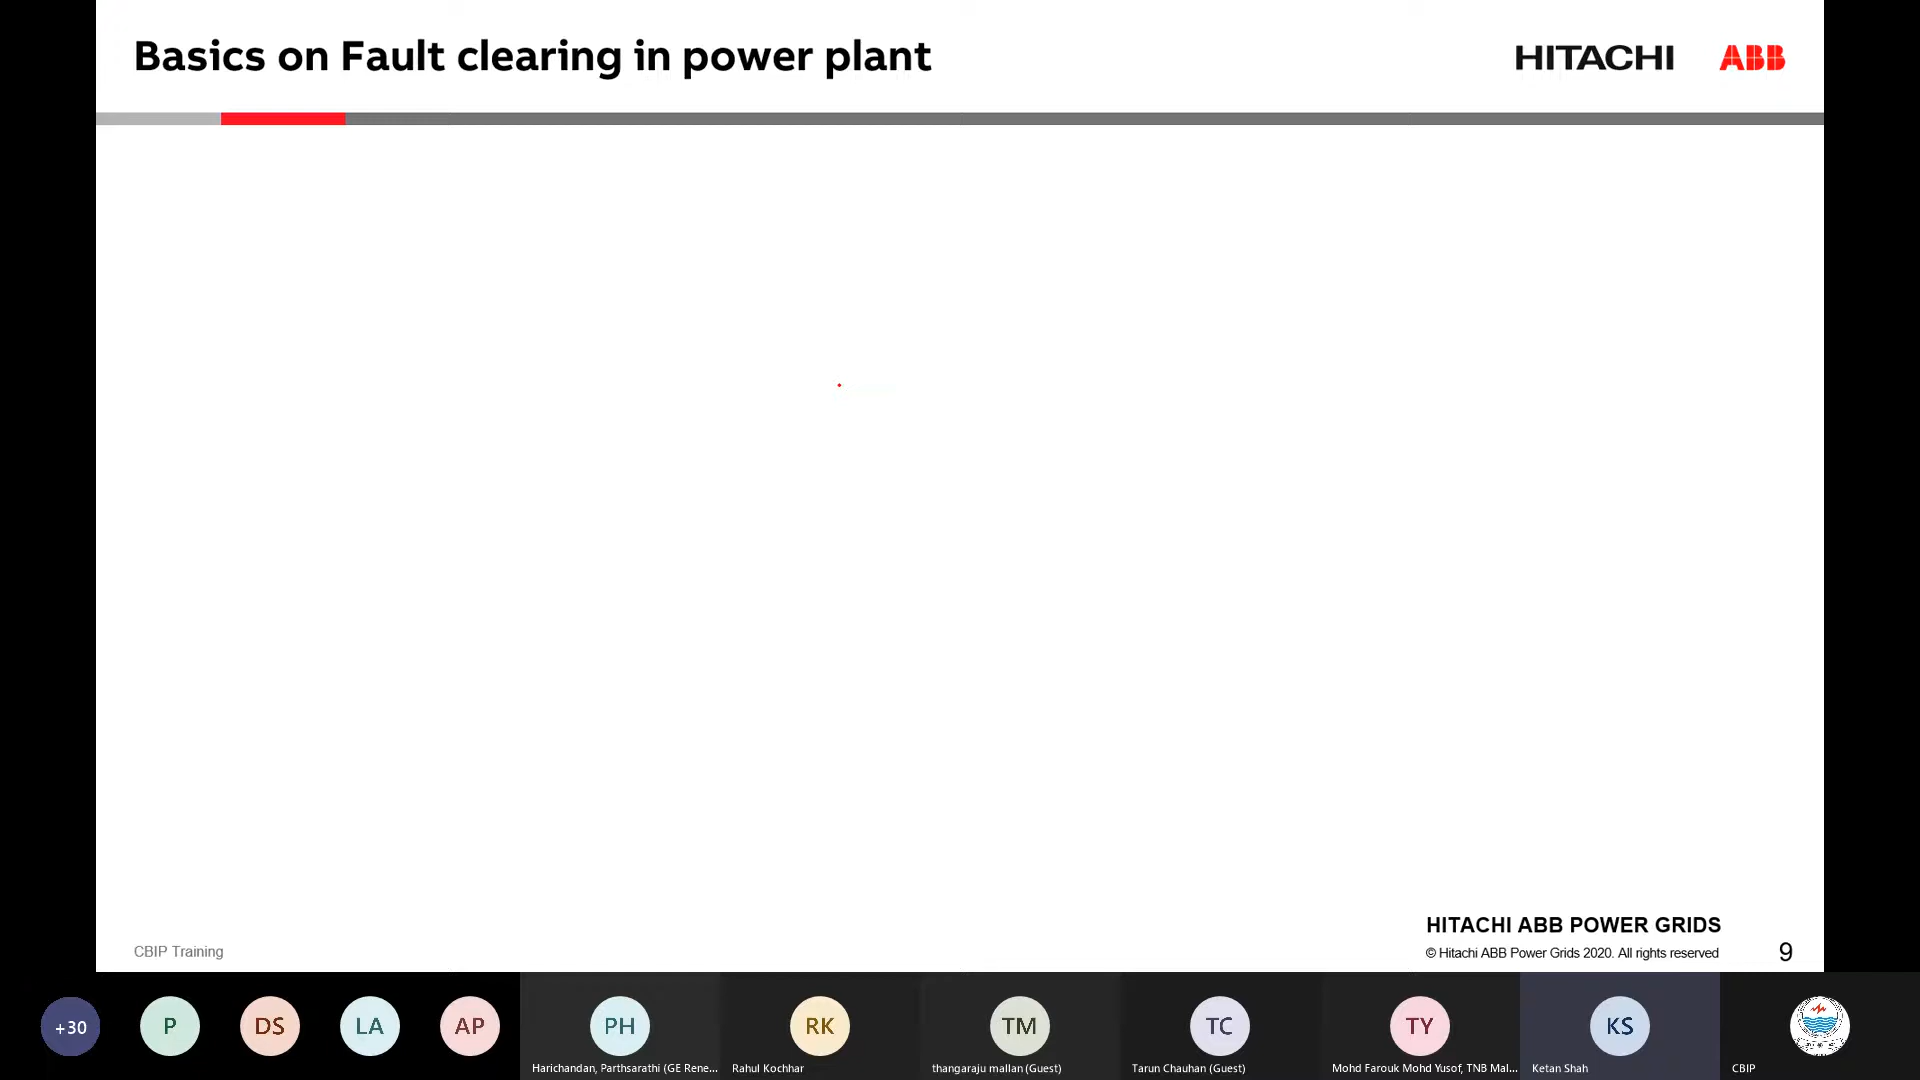 Basics on Fault clearing in power plant
HITACHI ABB
HITACHI ABB POWER GRIDS
CBIP Training
© Hitachi ABB Power Grids 2020. All rights reserved
9
+30
P
DS
LA
AP
PH
RK
TM
TC
TY
KS
Harichandan, Parthsarathi (GE Rene...
Rahul Kochhar
thangaraju mallan (Guest)
Tarun Chauhan (Guest)
Mohd Farouk Mohd Yusof, TNB Mal...
Ketan Shah
CBIP